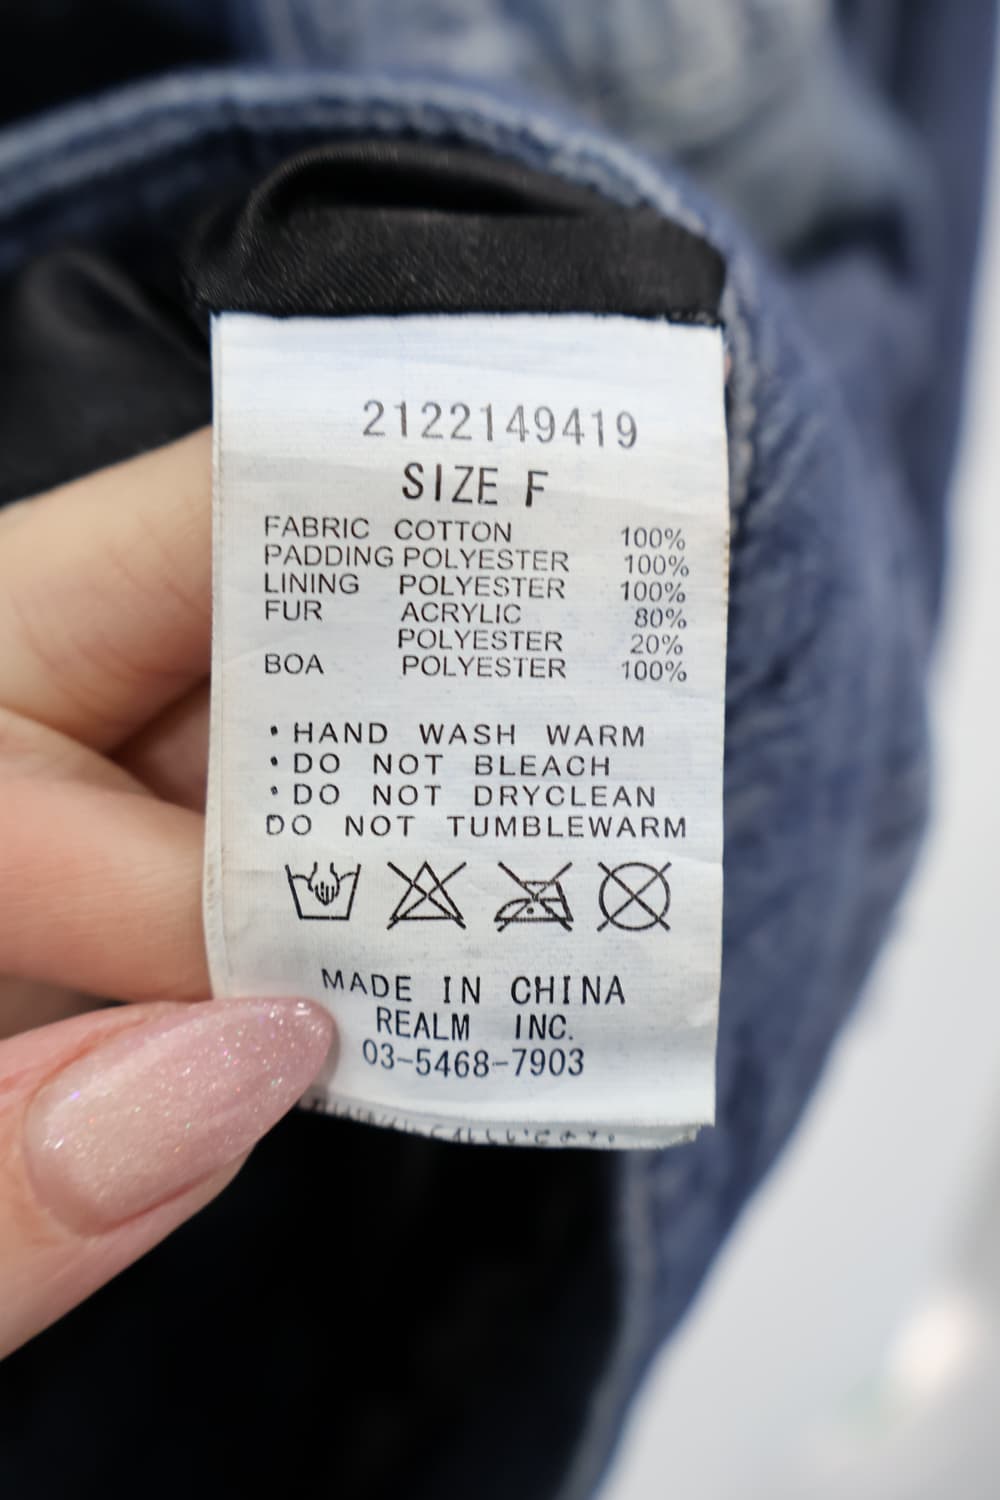 2122149419
SIZE F
FABRIC COTTON 100%
PADDING POLYESTER 100%
LINING POLYESTER 100%
FUR ACRYLIC 80%
POLYESTER 20%
BOA POLYESTER 100%
• HAND WASH WARM
• DO NOT BLEACH
• DO NOT DRYCLEAN
DO NOT TUMBLEWARM
MADE IN CHINA
REALM INC.
03-5468-7903